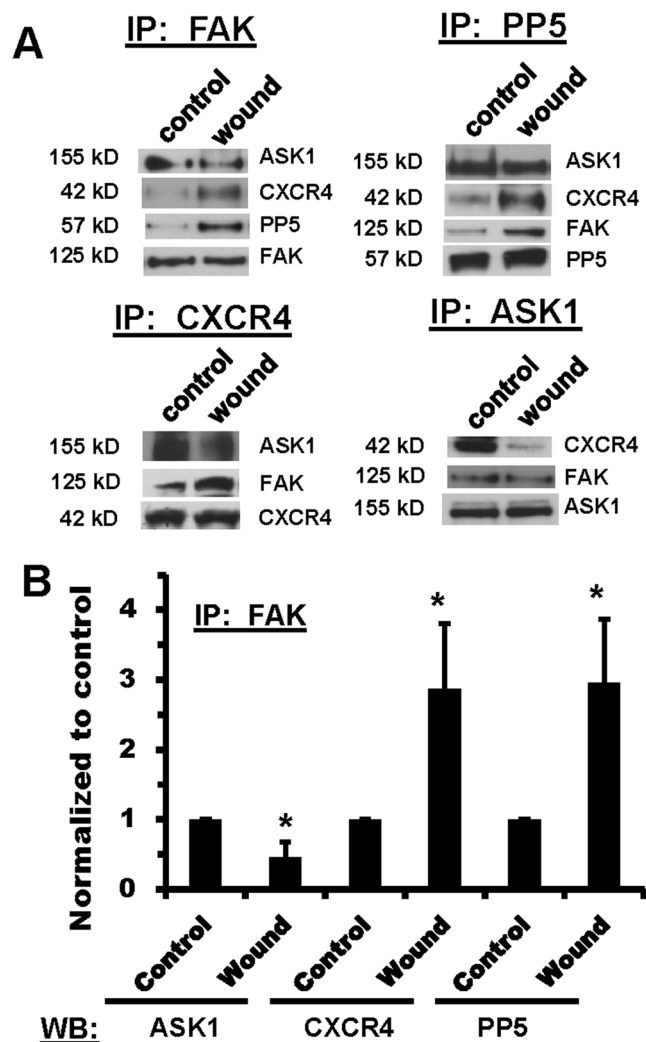 A
IP: FAK
control wound
155 kD ASK1
42 kD CXCR4
57 kD PP5
125 kD FAK
IP: PP5
control wound
155 kD ASK1
42 kD CXCR4
125 kD FAK
57 kD PP5
IP: CXCR4
control wound
155 kD ASK1
125 kD FAK
42 kD CXCR4
IP: ASK1
control wound
42 kD CXCR4
125 kD FAK
155 kD ASK1
B
IP: FAK
Normalized to control
4
3
2
1
0
* * *
Control Wound Control Wound Control Wound
WB: ASK1 CXCR4 PP5